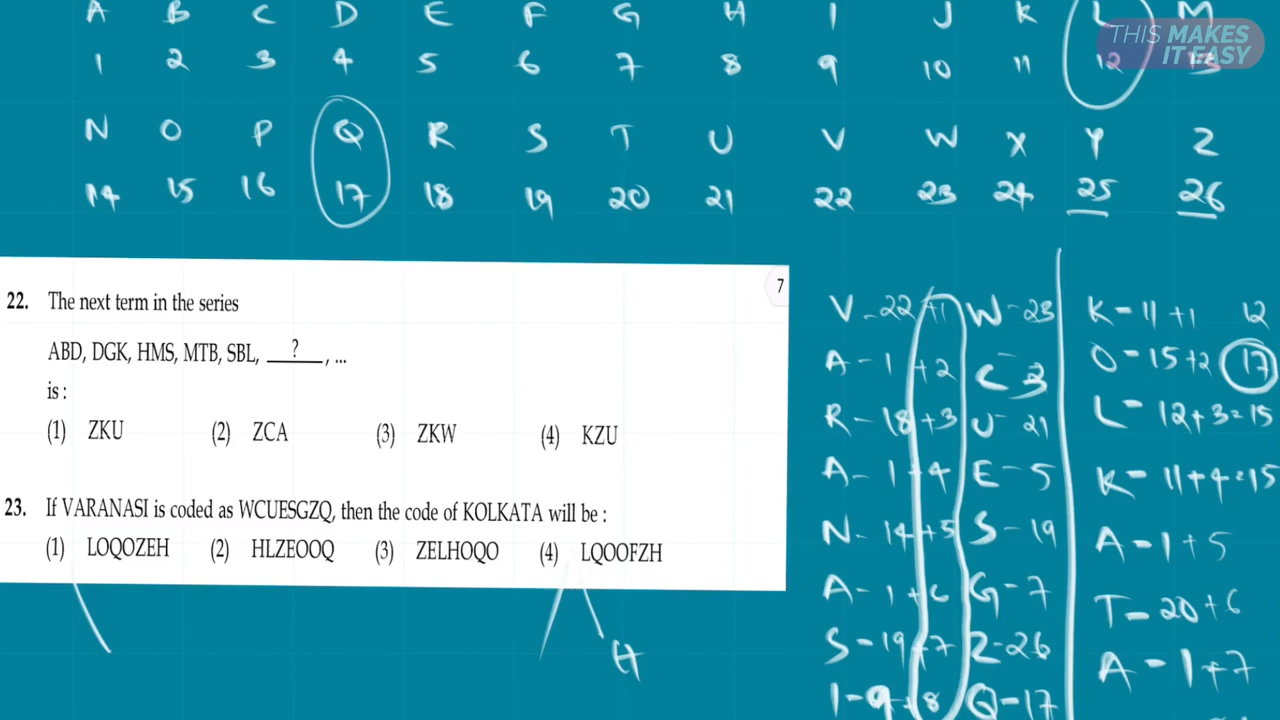 A B C D E F G H I J K L M
THIS MAKES
IT EASY
1 2 3 4 5 6 7 8 9 10 11 12 13
N O P Q R S T U V W X Y Z
14 15 16 17 18 19 20 21 22 23 24 25 26
7
22. The next term in the series
ABD, DGK, HMS, MTB, SBL, ? , ...
is :
(1) ZKU (2) ZCA (3) ZKW (4) KZU
23. If VARANASI is coded as WCUESGZQ, then the code of KOLKATA will be :
(1) LOQOZEH (2) HLZEOOQ (3) ZELHOQO (4) LQOOFZH
H
V - 22 +1 W - 23
A - 1 +2 C - 3
R - 18 +3 U - 21
A - 1 +4 E - 5
N - 14 +5 S - 19
A - 1 +6 G - 7
S - 19 +7 Z - 26
I - 9 +8 Q - 17
K - 11 + 1 12
O - 15 + 2 17
L - 12 + 3 = 15
K - 11 + 4 = 15
A - 1 + 5
T - 20 + 6
A - 1 + 7